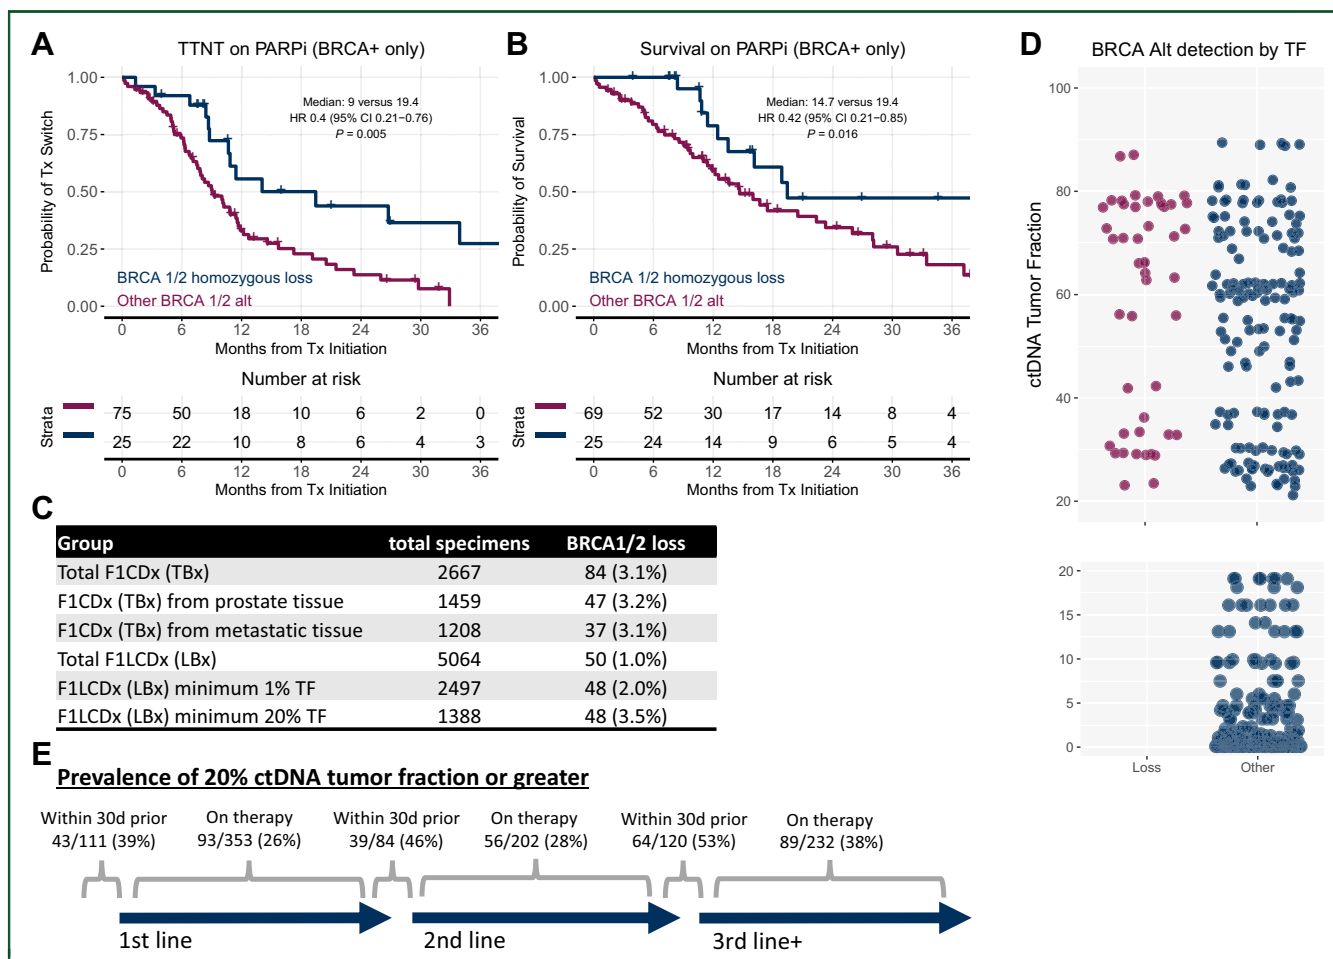 A
TTNT on PARPi (BRCA+ only)
Probability of Tx Switch
1.00
0.75
0.50
0.25
0.00
Median: 9 versus 19.4
HR 0.4 (95% CI 0.21–0.76)
P = 0.005
BRCA 1/2 homozygous loss
Other BRCA 1/2 alt
0 6 12 18 24 30 36
Months from Tx Initiation
Number at risk
Strata
75 50 18 10 6 2 0
25 22 10 8 6 4 3
0 6 12 18 24 30 36
Months from Tx Initiation
B
Survival on PARPi (BRCA+ only)
Probability of Survival
1.00
0.75
0.50
0.25
0.00
Median: 14.7 versus 19.4
HR 0.42 (95% CI 0.21–0.85)
P = 0.016
BRCA 1/2 homozygous loss
Other BRCA 1/2 alt
0 6 12 18 24 30 36
Months from Tx Initiation
Number at risk
Strata
69 52 30 17 14 8 4
25 24 14 9 6 5 4
0 6 12 18 24 30 36
Months from Tx Initiation
C
Group total specimens BRCA1/2 loss
Total F1CDx (TBx) 2667 84 (3.1%)
F1CDx (TBx) from prostate tissue 1459 47 (3.2%)
F1CDx (TBx) from metastatic tissue 1208 37 (3.1%)
Total F1LCDx (LBx) 5064 50 (1.0%)
F1LCDx (LBx) minimum 1% TF 2497 48 (2.0%)
F1LCDx (LBx) minimum 20% TF 1388 48 (3.5%)
D
BRCA Alt detection by TF
ctDNA Tumor Fraction
100
80
60
40
20
20
15
10
5
0
Loss Other
E
Prevalence of 20% ctDNA tumor fraction or greater
Within 30d prior On therapy Within 30d prior On therapy Within 30d prior On therapy
43/111 (39%) 93/353 (26%) 39/84 (46%) 56/202 (28%) 64/120 (53%) 89/232 (38%)
1st line 2nd line 3rd line+